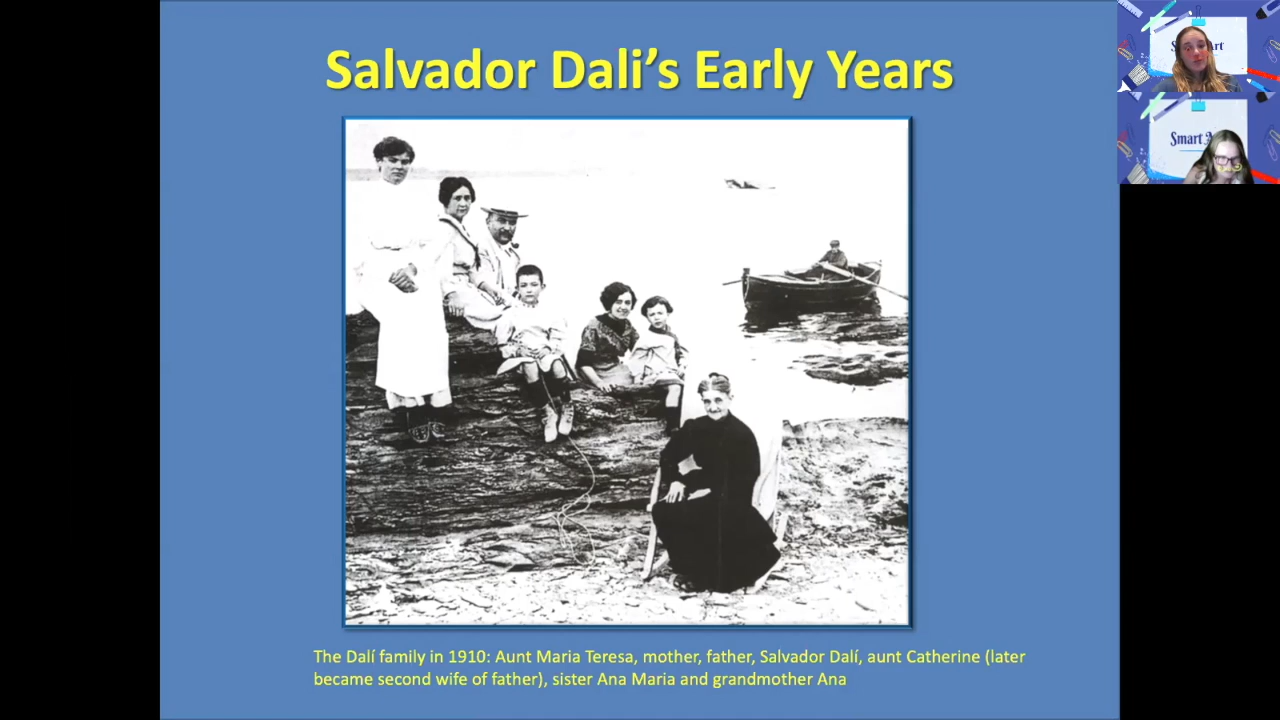 Salvador Dali’s Early Years
The Dalí family in 1910: Aunt Maria Teresa, mother, father, Salvador Dalí, aunt Catherine (later
became second wife of father), sister Ana Maria and grandmother Ana
Smart